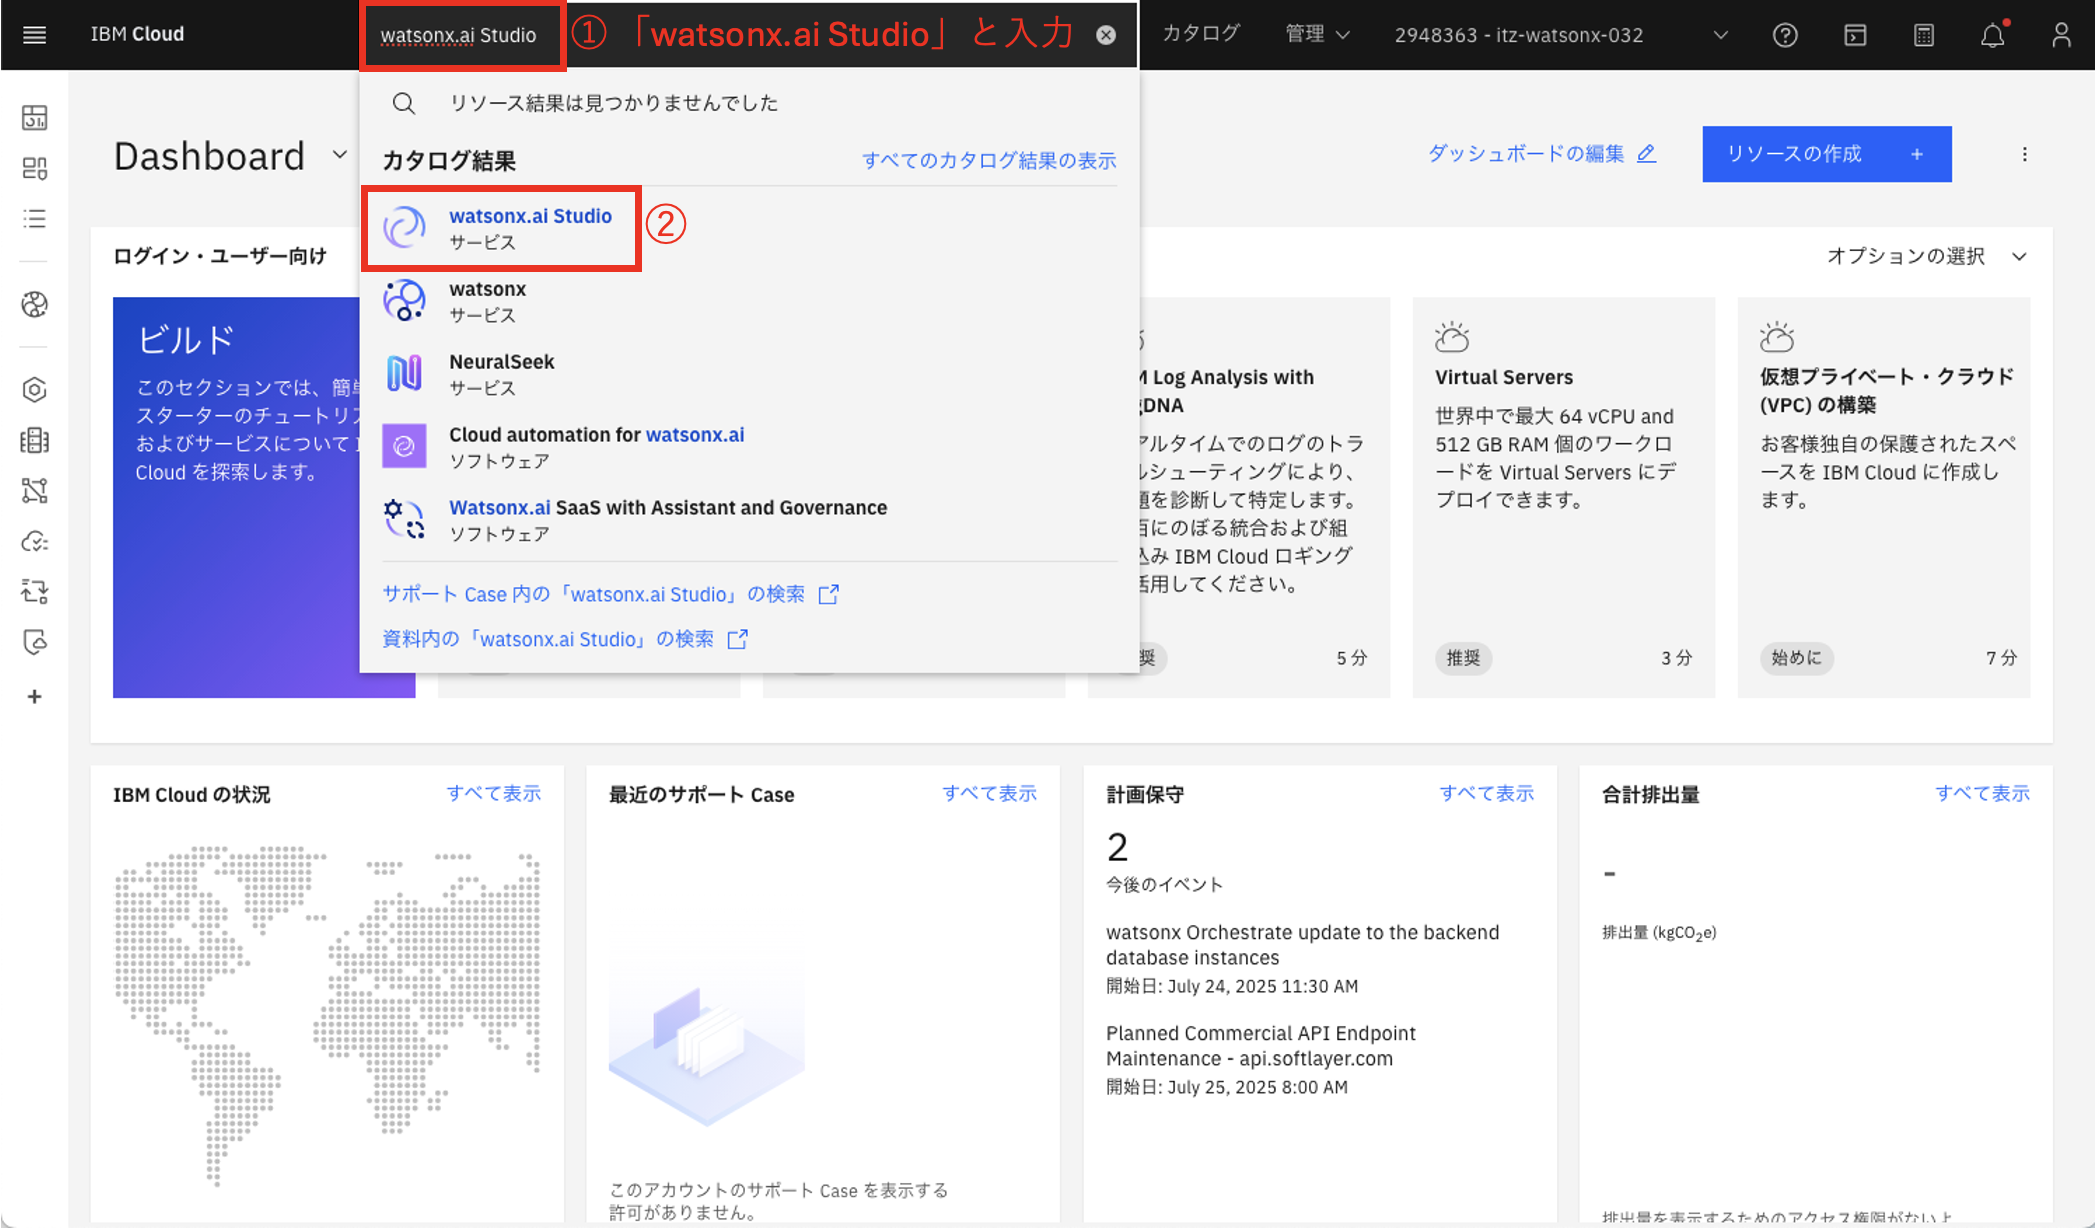 IBM Cloud
watsonx.ai Studio
① 「watsonx.ai Studio」と入力
カタログ
管理
2948363 - itz-watsonx-032
リソース結果は見つかりませんでした
カタログ結果
すべてのカタログ結果の表示
watsonx.ai Studio
サービス
②
watsonx
サービス
NeuralSeek
サービス
Cloud automation for watsonx.ai
ソフトウェア
Watsonx.ai SaaS with Assistant and Governance
ソフトウェア
サポート Case 内の「watsonx.ai Studio」の検索
資料内の「watsonx.ai Studio」の検索
Dashboard
ダッシュボードの編集
リソースの作成 +
ログイン・ユーザー向け
オプションの選択
ビルド
このセクションでは、簡単
スターターのチュートリ
およびサービスについて I
Cloud を探索します。
M Log Analysis with
gDNA
アルタイムでのログのトラ
ルシューティングにより、
題を診断して特定します。
百にのぼる統合および組
込み IBM Cloud ロギング
活用してください。
奨
5 分
Virtual Servers
世界中で最大 64 vCPU and
512 GB RAM 個のワークロ
ードを Virtual Servers にデ
プロイできます。
推奨
3 分
仮想プライベート・クラウド
(VPC) の構築
お客様独自の保護されたスペ
ースを IBM Cloud に作成し
ます。
始めに
7 分
IBM Cloud の状況
すべて表示
最近のサポート Case
すべて表示
このアカウントのサポート Case を表示する
許可がありません。
計画保守
すべて表示
2
今後のイベント
watsonx Orchestrate update to the backend
database instances
開始日: July 24, 2025 11:30 AM
Planned Commercial API Endpoint
Maintenance - api.softlayer.com
開始日: July 25, 2025 8:00 AM
合計排出量
すべて表示
-
排出量 (kgCO₂e)
排出量を表示するためのアクセス権限がないよ